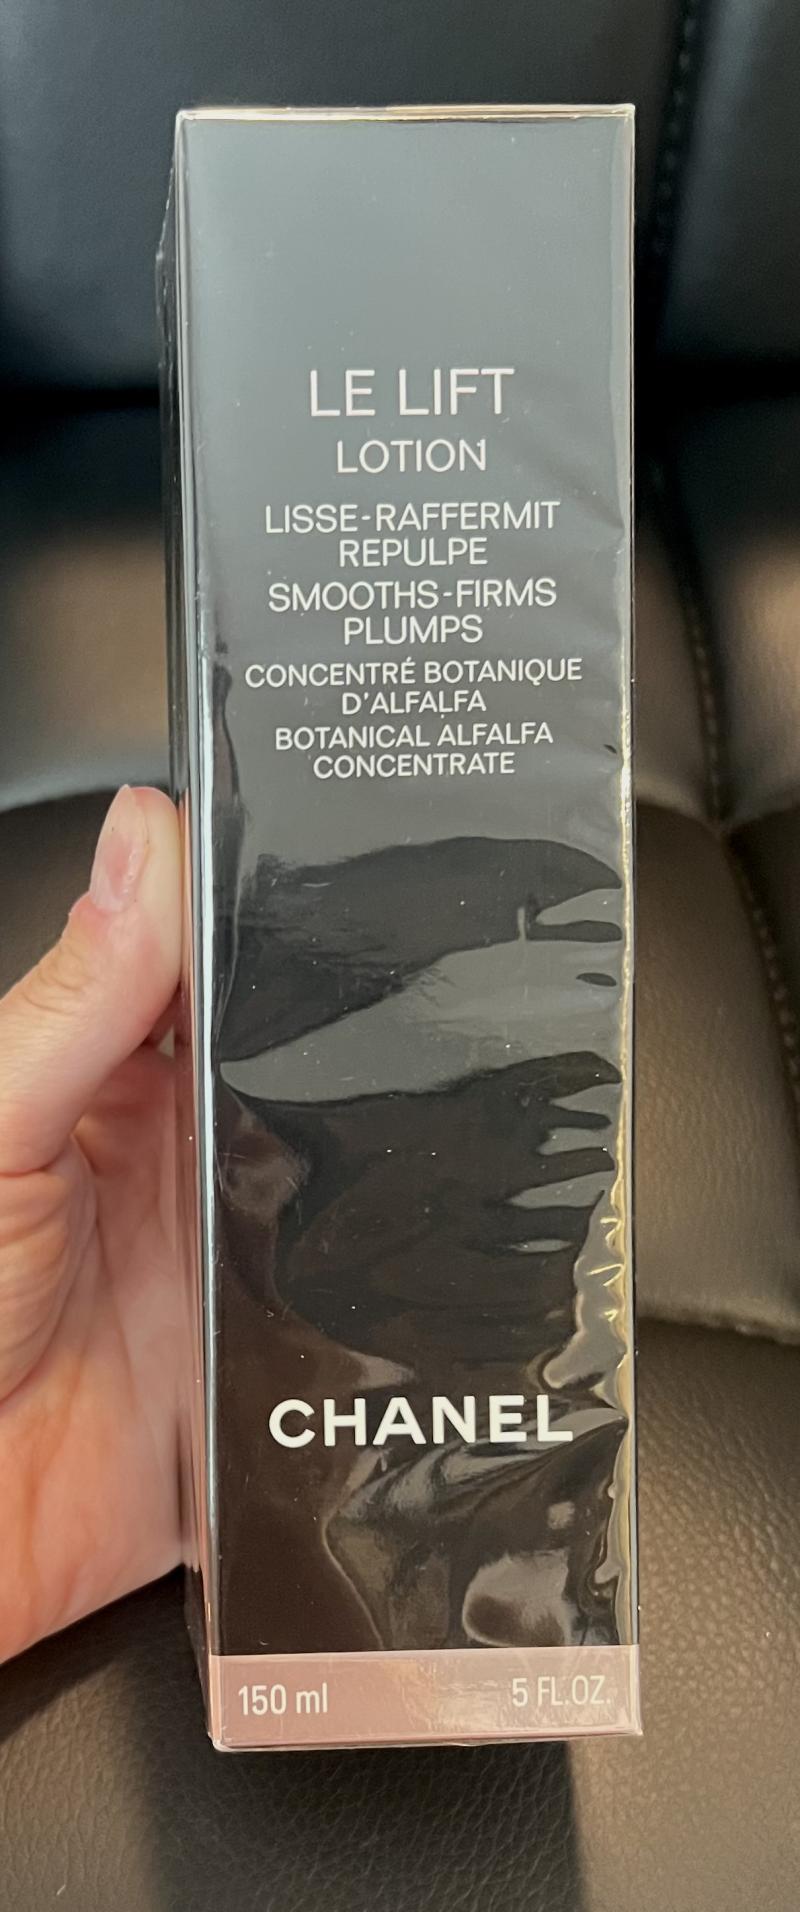 LE LIFT
LOTION
LISSE-RAFFERMIT
REPULPE
SMOOTHS-FIRMS
PLUMPS
CONCENTRÉ BOTANIQUE
D'ALFALFA
BOTANICAL ALFALFA
CONCENTRATE
CHANEL
150 ml 5 FL.OZ.